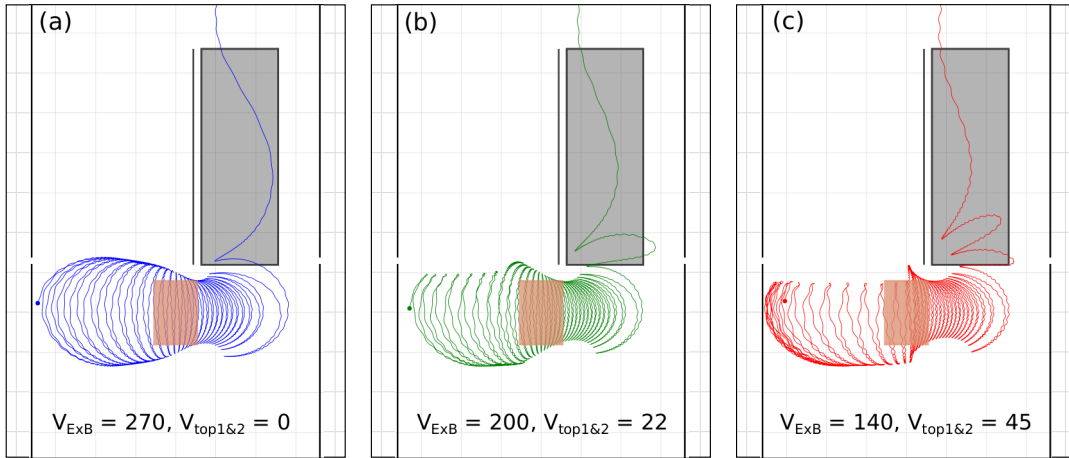 (a)
(b)
(c)
V_ExB = 270, V_top1&2 = 0
V_ExB = 200, V_top1&2 = 22
V_ExB = 140, V_top1&2 = 45